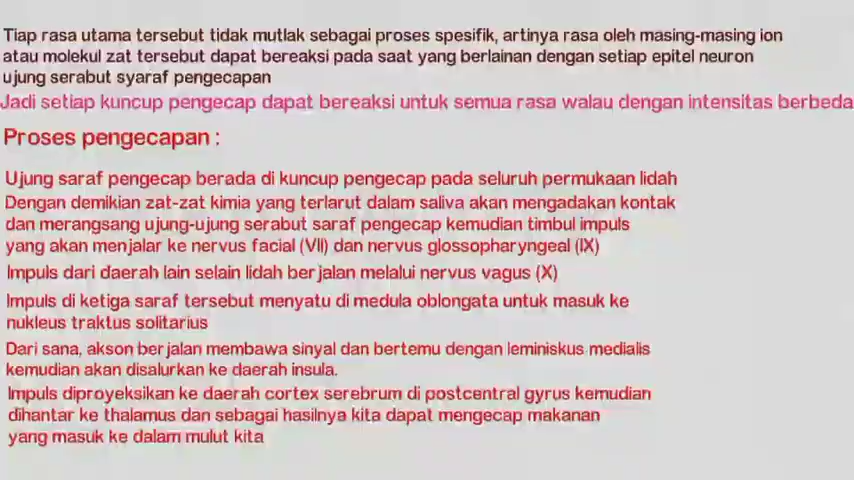 Tiap rasa utama tersebut tidak mutlak sebagai proses spesifik, artinya rasa oleh masing-masing ion
atau molekul zat tersebut dapat bereaksi pada saat yang berlainan dengan setiap epitel neuron
ujung serabut syaraf pengecapan
Jadi setiap kuncup pengecap dapat bereaksi untuk semua rasa walau dengan intensitas berbeda
Proses pengecapan :
Ujung saraf pengecap berada di kuncup pengecap pada seluruh permukaan lidah
Dengan demikian zat-zat kimia yang terlarut dalam saliva akan mengadakan kontak
dan merangsang ujung-ujung serabut saraf pengecap kemudian timbul impuls
yang akan menjalar ke nervus facial (VII) dan nervus glossopharyngeal (IX)
Impuls dari daerah lain selain lidah berjalan melalui nervus vagus (X)
Impuls di ketiga saraf tersebut menyatu di medula oblongata untuk masuk ke
nukleus traktus solitarius
Dari sana, akson berjalan membawa sinyal dan bertemu dengan leminiskus medialis
kemudian akan disalurkan ke daerah insula.
Impuls diproyeksikan ke daerah cortex serebrum di postcentral gyrus kemudian
dihantar ke thalamus dan sebagai hasilnya kita dapat mengecap makanan
yang masuk ke dalam mulut kita